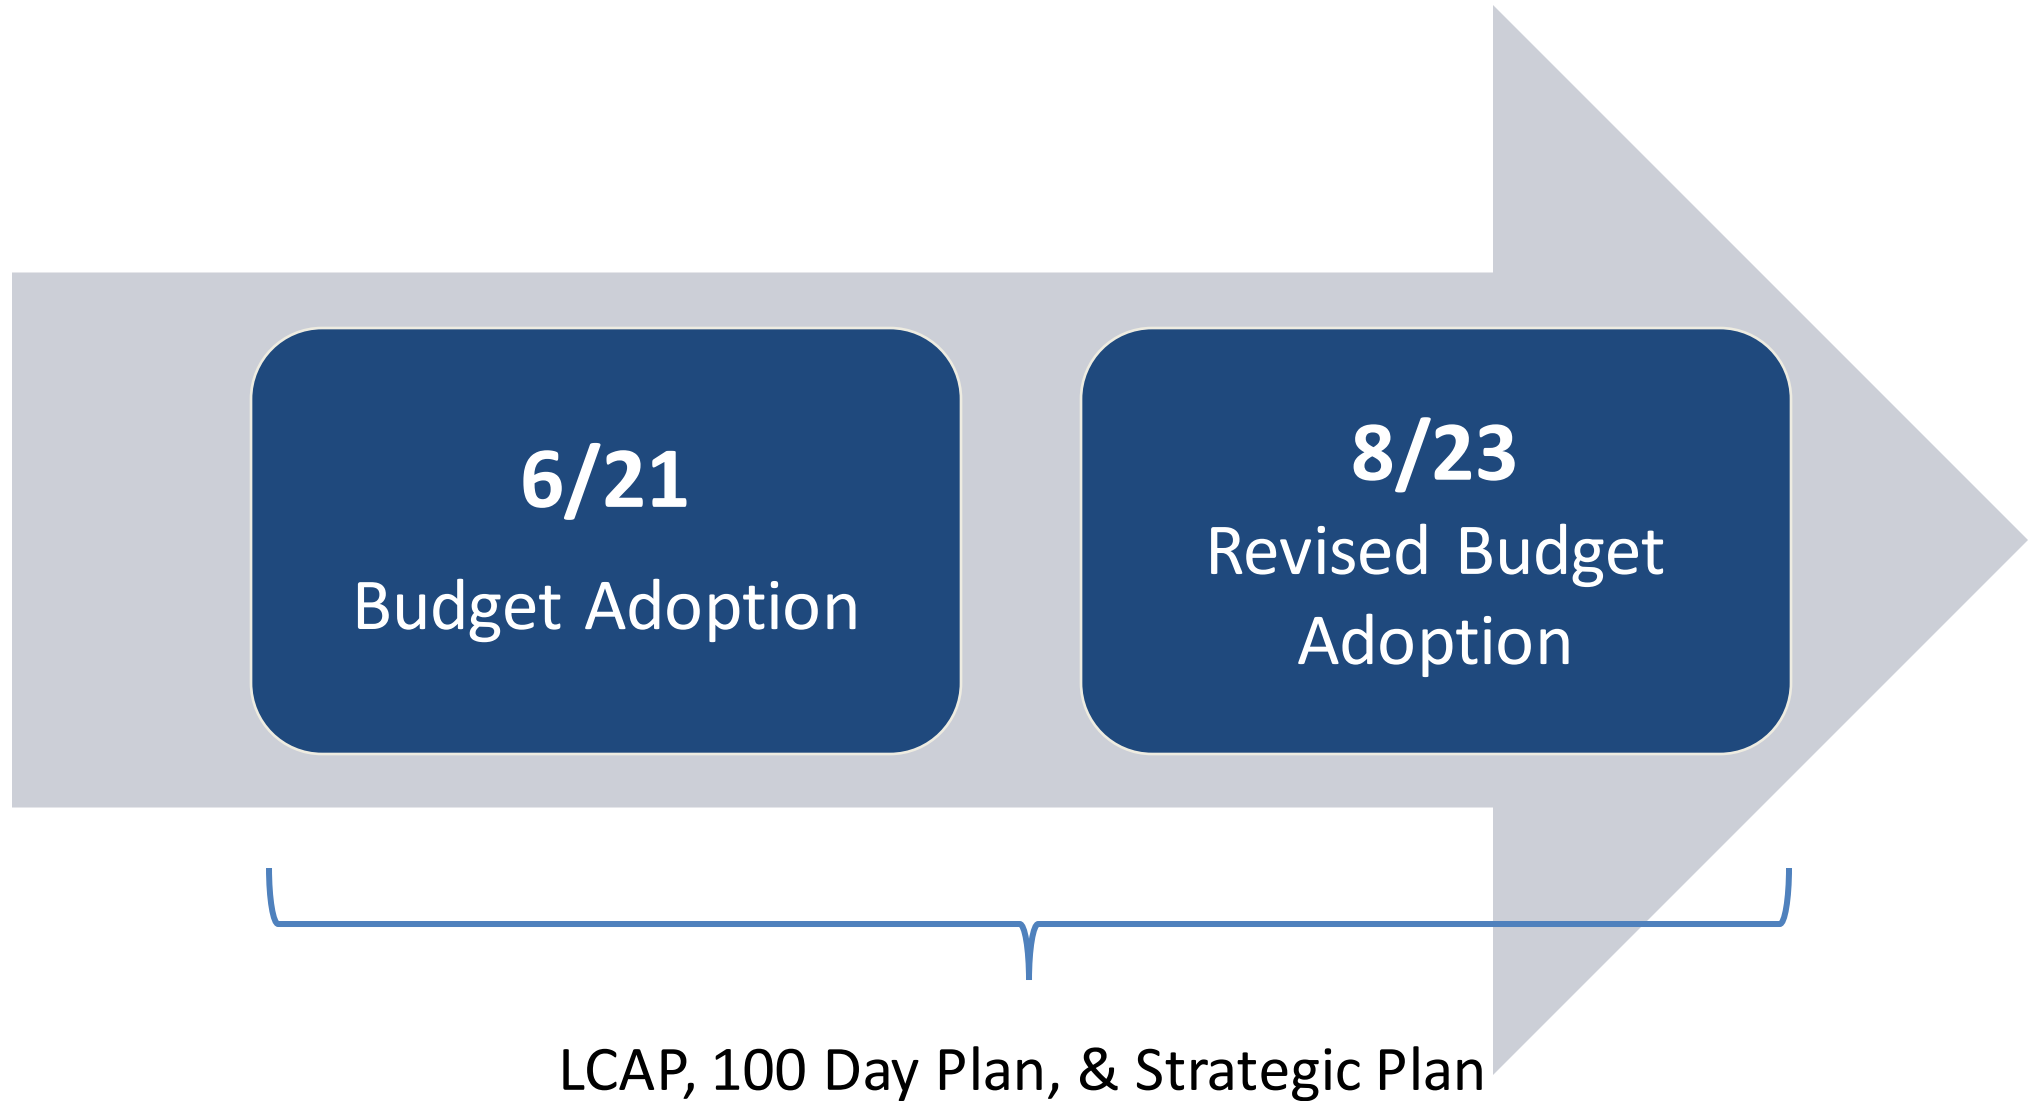 6/21
Budget Adoption
8/23
Revised Budget
Adoption
LCAP, 100 Day Plan, & Strategic Plan